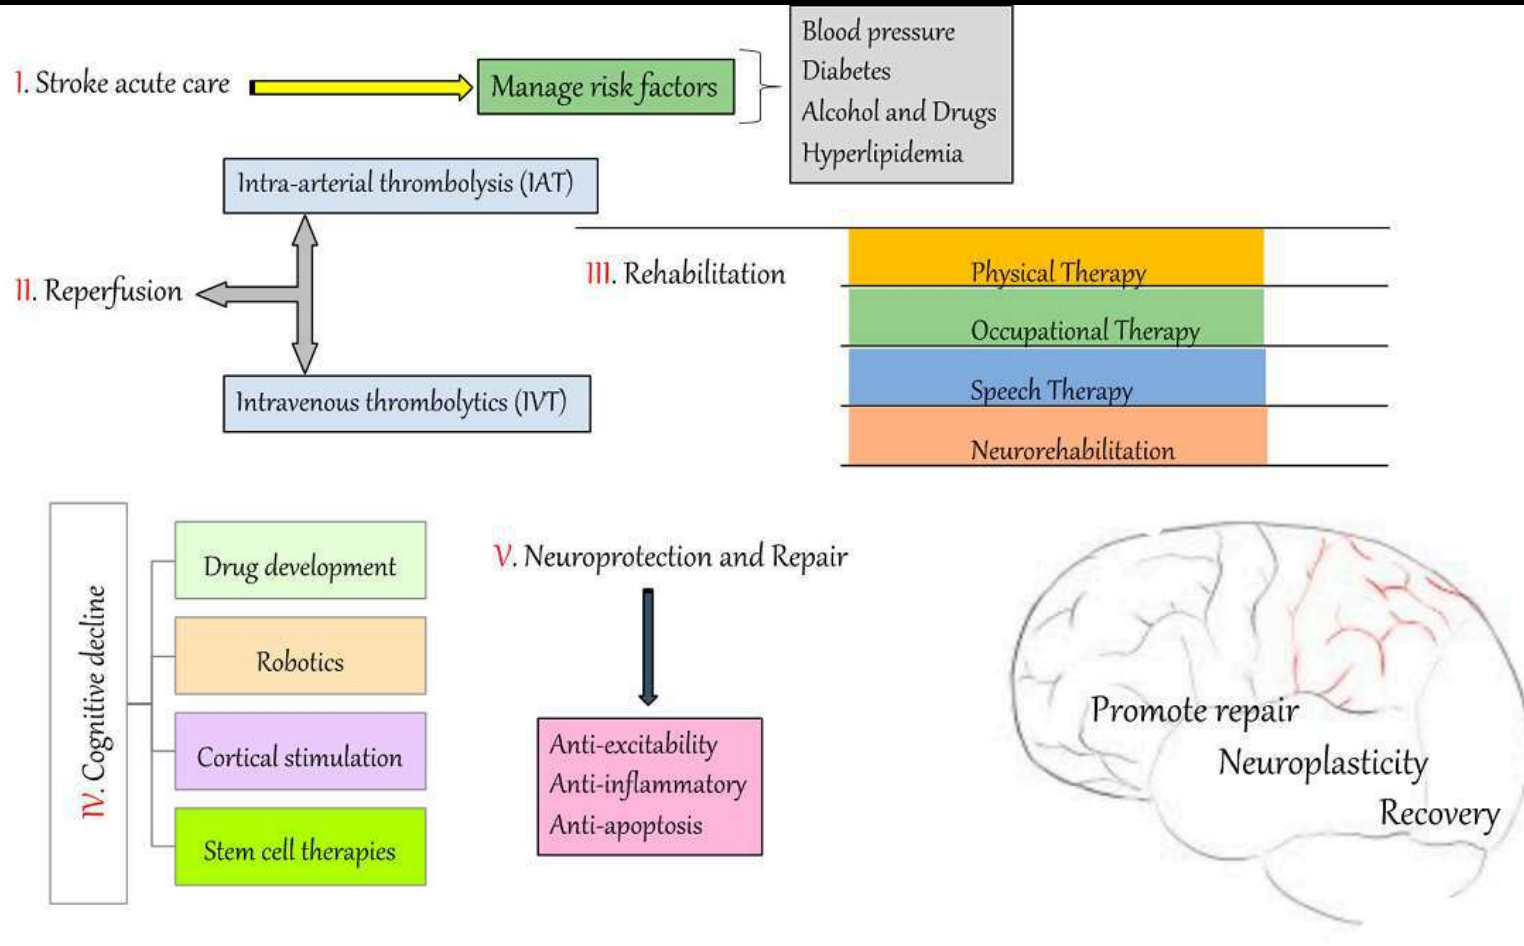 I. Stroke acute care
Manage risk factors
Blood pressure
Diabetes
Alcohol and Drugs
Hyperlipidemia
Intra-arterial thrombolysis (IAT)
II. Reperfusion
Intravenous thrombolytics (IVT)
III. Rehabilitation
Physical Therapy
Occupational Therapy
Speech Therapy
Neurorehabilitation
IV. Cognitive decline
Drug development
Robotics
Cortical stimulation
Stem cell therapies
V. Neuroprotection and Repair
Anti-excitability
Anti-inflammatory
Anti-apoptosis
Promote repair
Neuroplasticity
Recovery